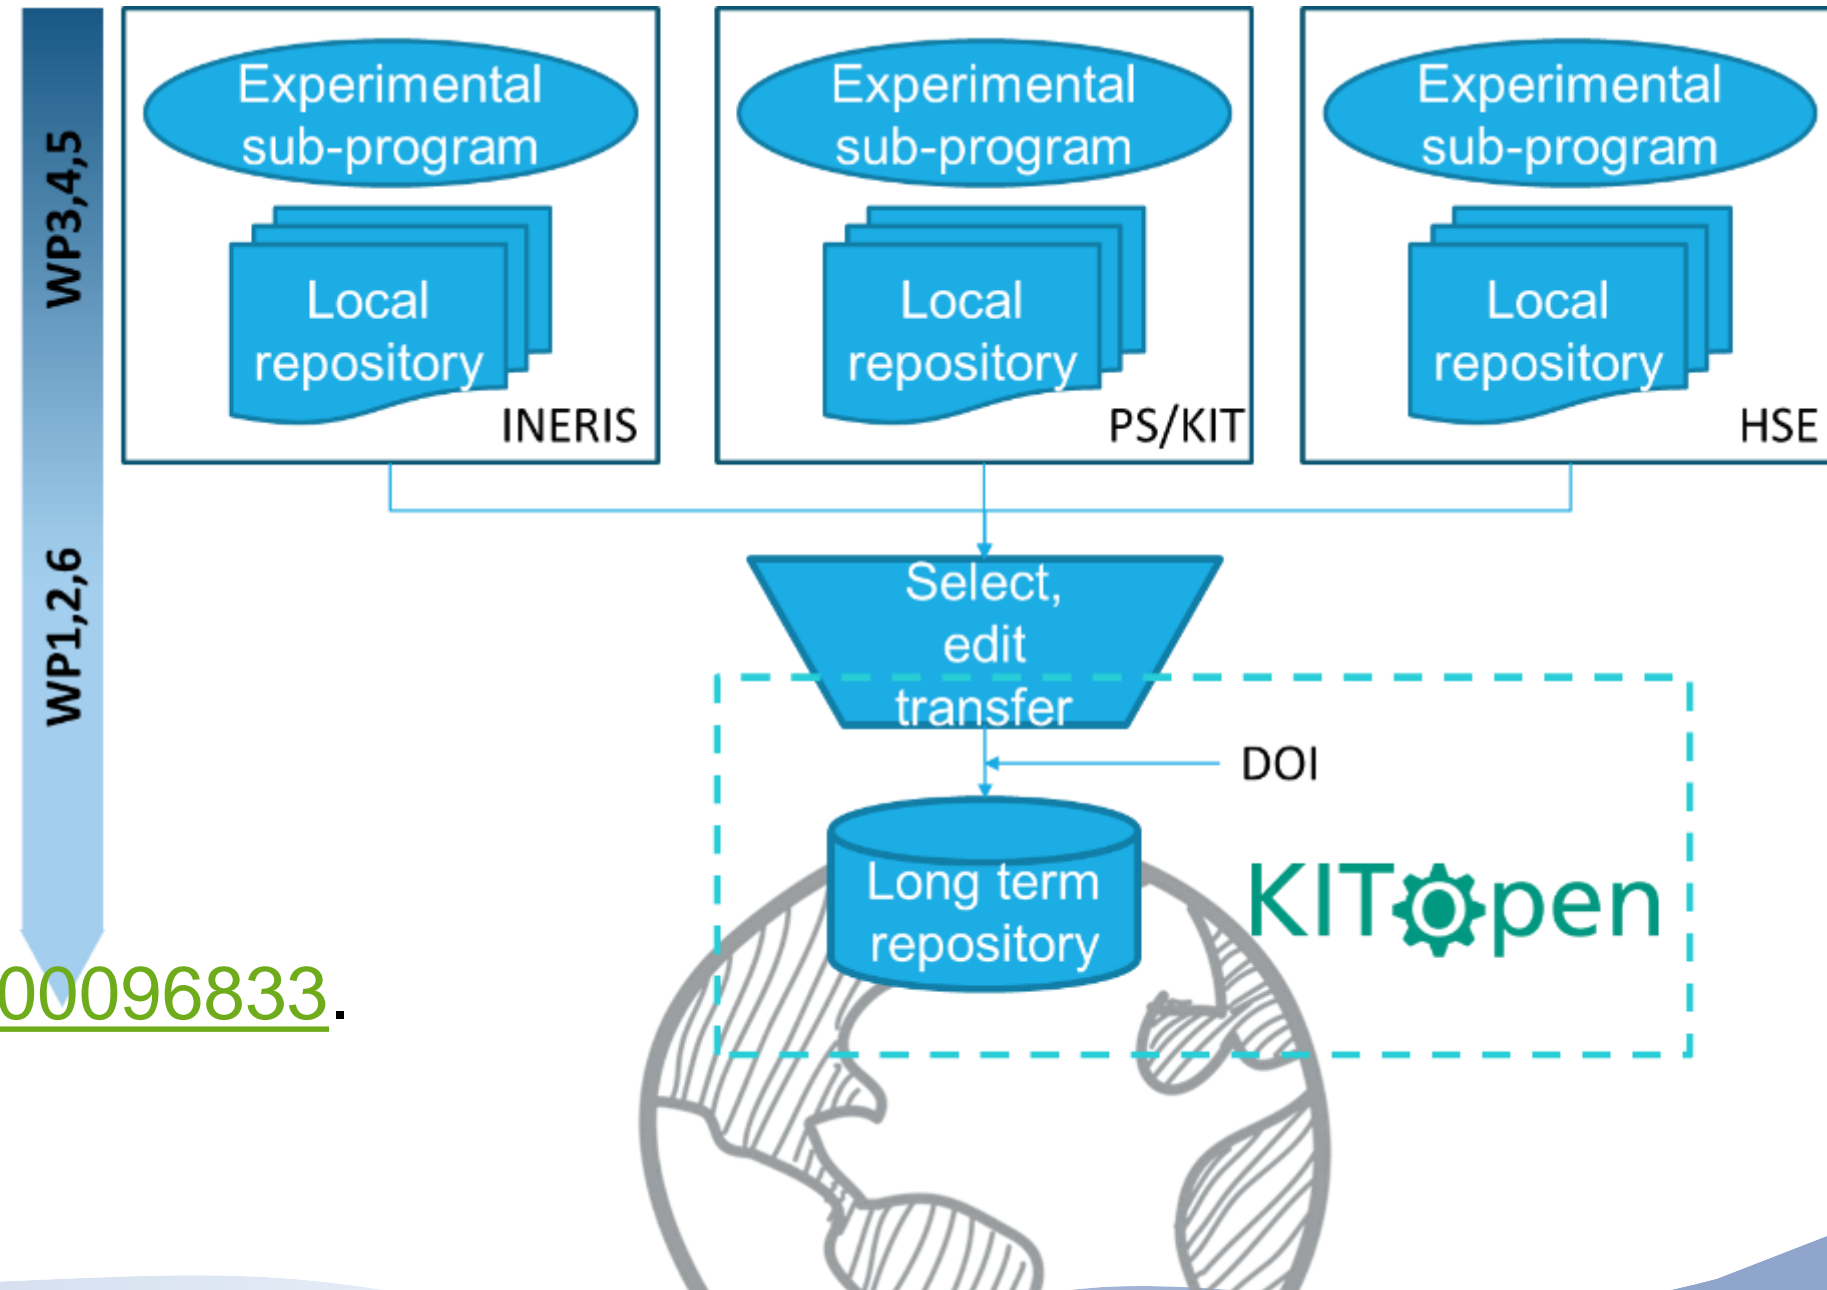 WP3,4,5
WP1,2,6
Experimental
sub-program
Local
repository
INERIS
Experimental
sub-program
Local
repository
PS/KIT
Experimental
sub-program
Local
repository
HSE
Select,
edit
transfer
DOI
Long term
repository
KITopen
00096833.